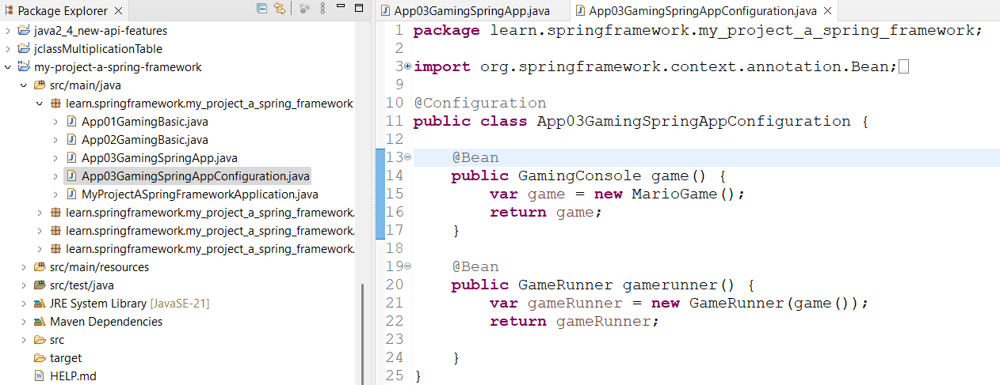 Package Explorer
java2_4_new-api-features
jclassMultiplicationTable
my-project-a-spring-framework
src/main/java
learn.springframework.my_project_a_spring_framework
App01GamingBasic.java
App02GamingBasic.java
App03GamingSpringApp.java
App03GamingSpringAppConfiguration.java
MyProjectASpringFrameworkApplication.java
learn.springframework.my_project_a_spring_framework.
learn.springframework.my_project_a_spring_framework.
learn.springframework.my_project_a_spring_framework.
src/main/resources
src/test/java
JRE System Library [JavaSE-21]
Maven Dependencies
src
target
HELP.md
App03GamingSpringApp.java App03GamingSpringAppConfiguration.java
1 package learn.springframework.my_project_a_spring_framework;
2
3 import org.springframework.context.annotation.Bean;
9
10 @Configuration
11 public class App03GamingSpringAppConfiguration {
12
13 @Bean
14 public GamingConsole game() {
15 var game = new MarioGame();
16 return game;
17 }
18
19 @Bean
20 public GameRunner gamerunner() {
21 var gameRunner = new GameRunner(game());
22 return gameRunner;
23
24 }
25 }